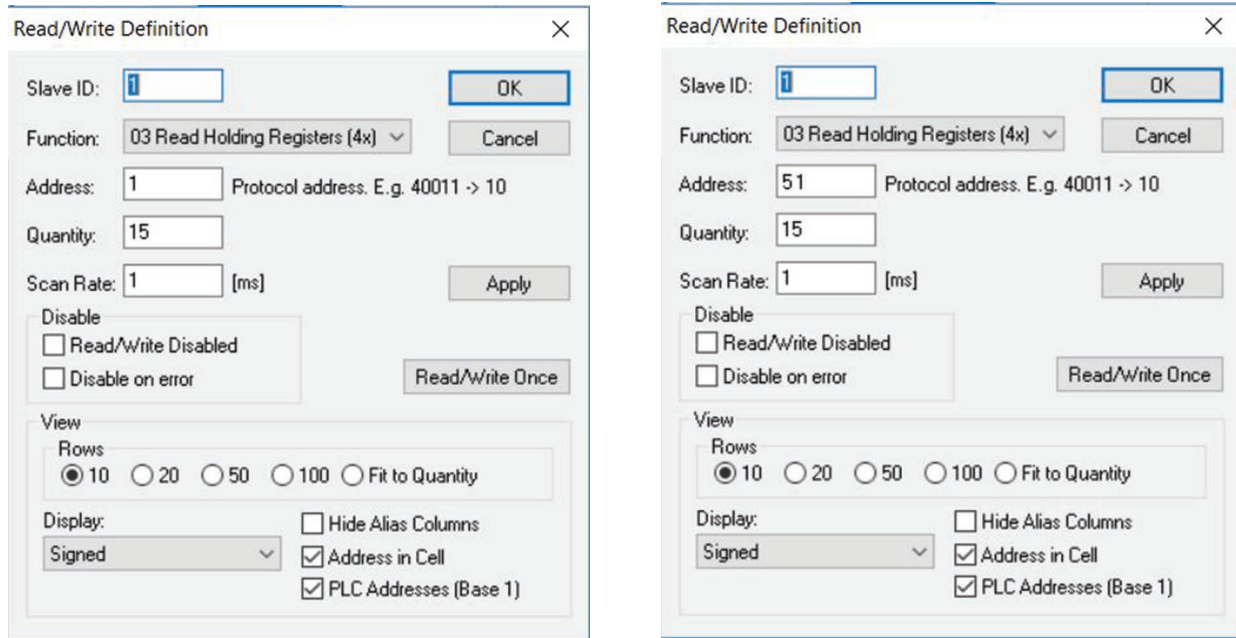 Read/Write Definition
Slave ID: 1 OK
Function: 03 Read Holding Registers (4x) Cancel
Address: 1 Protocol address. E.g. 40011 -> 10
Quantity: 15
Scan Rate: 1 [ms] Apply
Disable
Read/Write Disabled
Disable on error Read/Write Once
View
Rows
10 20 50 100 Fit to Quantity
Display: Hide Alias Columns
Signed Address in Cell
PLC Addresses (Base 1)
Read/Write Definition
Slave ID: 1 OK
Function: 03 Read Holding Registers (4x) Cancel
Address: 51 Protocol address. E.g. 40011 -> 10
Quantity: 15
Scan Rate: 1 [ms] Apply
Disable
Read/Write Disabled
Disable on error Read/Write Once
View
Rows
10 20 50 100 Fit to Quantity
Display: Hide Alias Columns
Signed Address in Cell
PLC Addresses (Base 1)